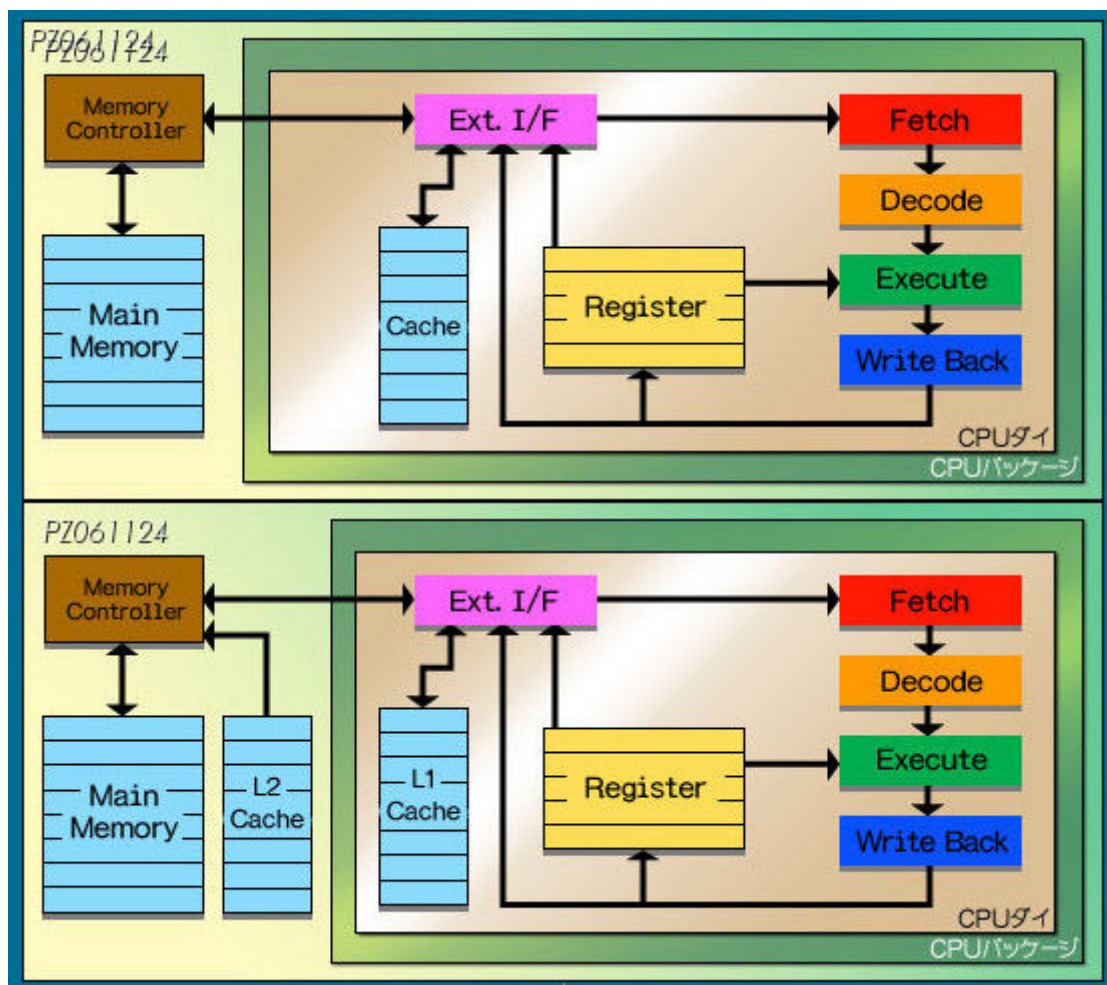 PZ061124
PZ061124
Memory
Controller
Ext. I/F
Fetch
Decode
Main
Memory
Cache
Register
Execute
Write Back
CPUダイ
CPUパッケージ
PZ061124
Memory
Controller
Ext. I/F
Fetch
Decode
Main
Memory
L2
Cache
L1
Cache
Register
Execute
Write Back
CPUダイ
CPUパッケージ